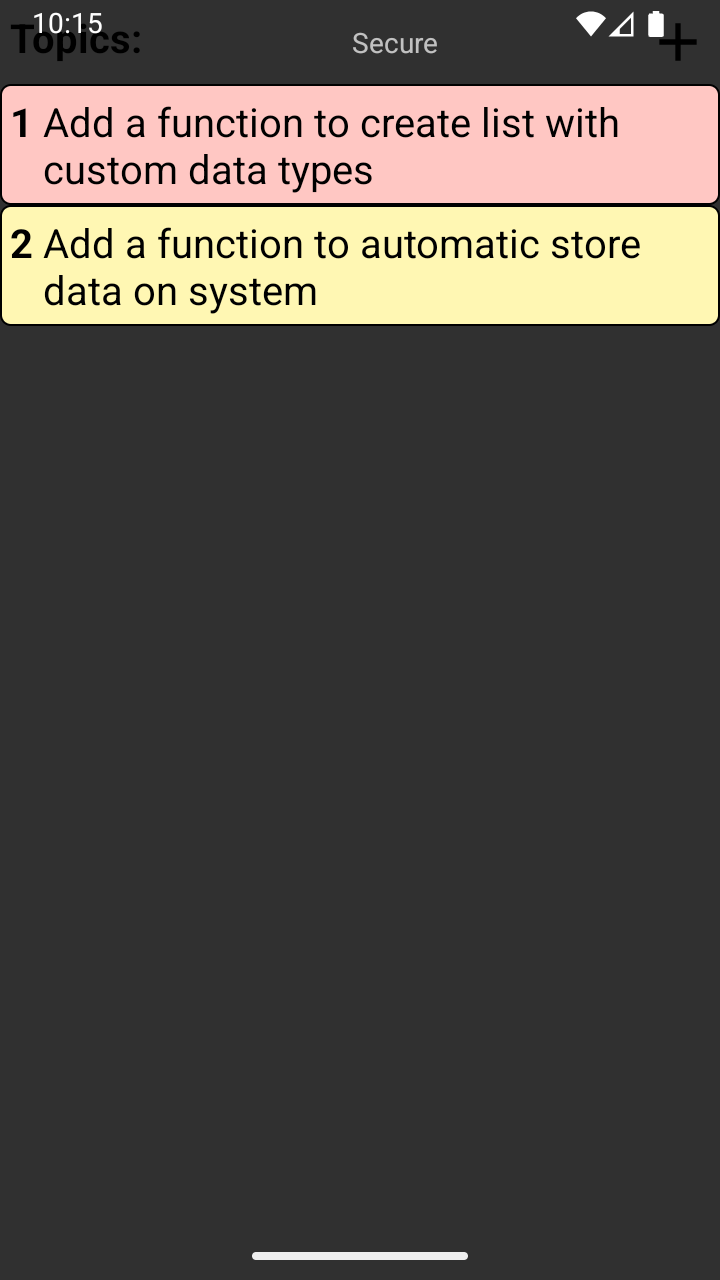 10:15
Topics:
Secure
1 Add a function to create list with
custom data types
2 Add a function to automatic store
data on system